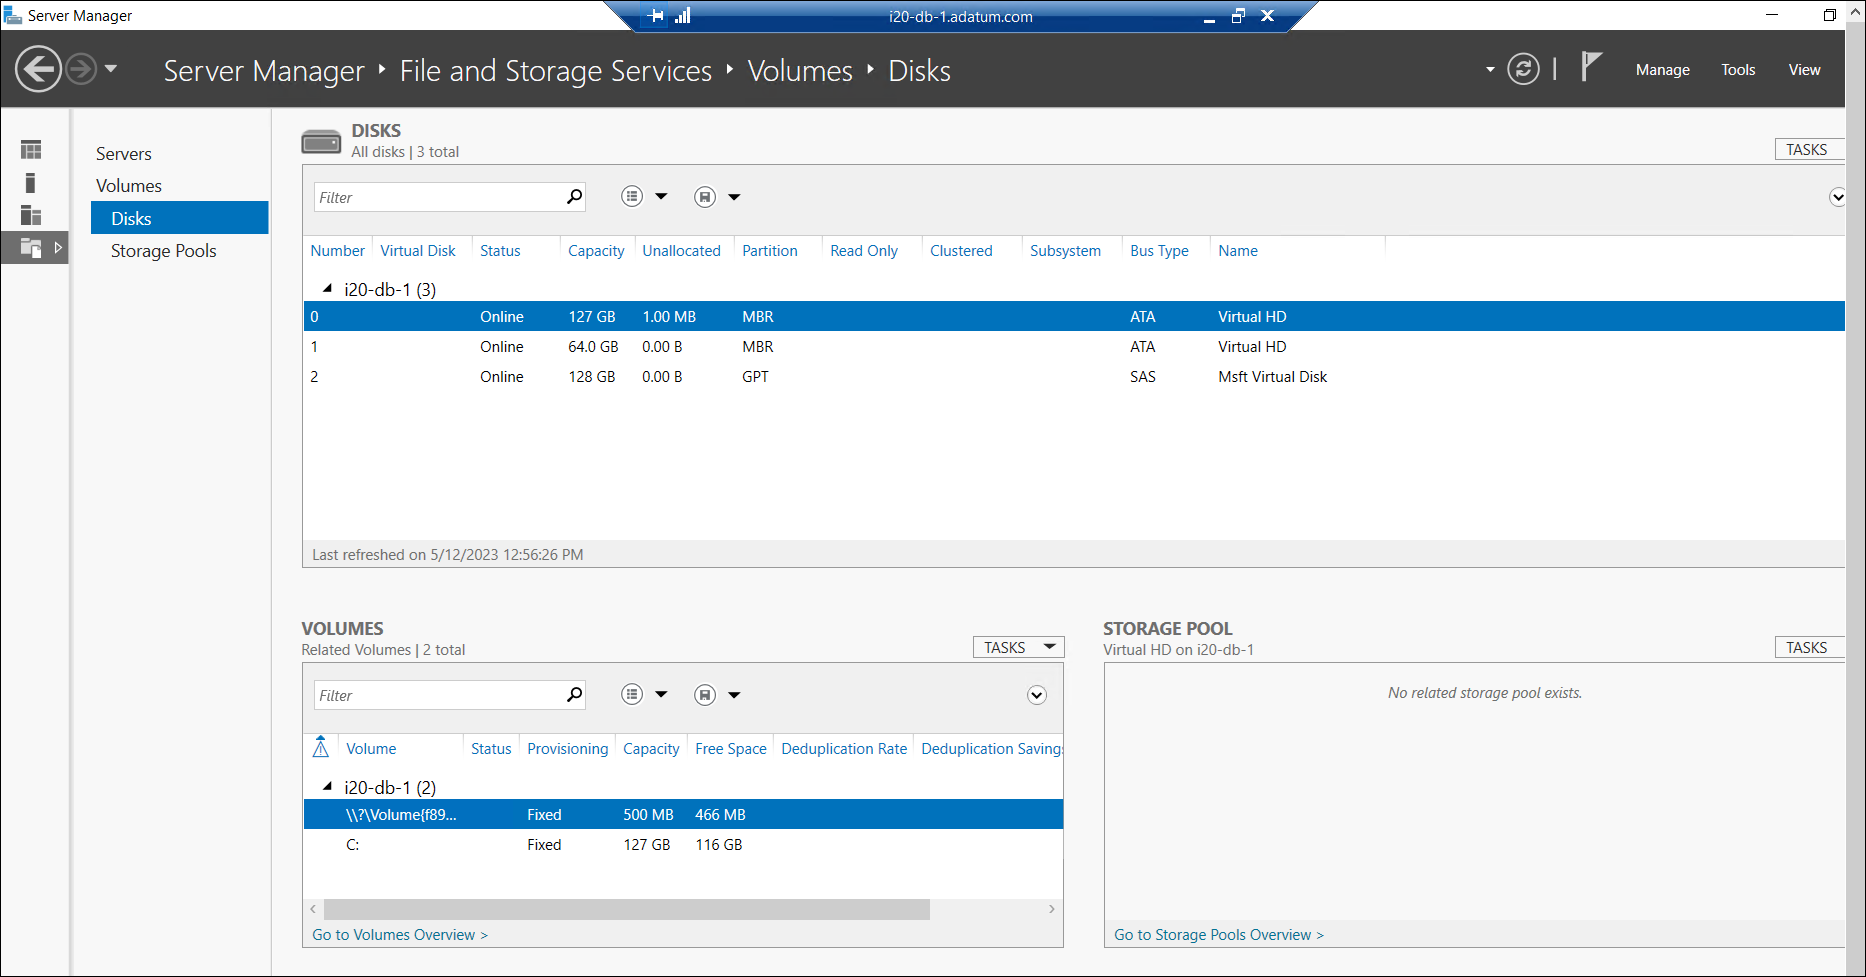 Server Manager
i20-db-1.adatum.com
Server Manager ‣ File and Storage Services ‣ Volumes ‣ Disks
Manage Tools View
Servers
Volumes
Disks
Storage Pools
DISKS
All disks | 3 total
TASKS
Filter
Number Virtual Disk Status Capacity Unallocated Partition Read Only Clustered Subsystem Bus Type Name
i20-db-1 (3)
0 Online 127 GB 1.00 MB MBR ATA Virtual HD
1 Online 64.0 GB 0.00 B MBR ATA Virtual HD
2 Online 128 GB 0.00 B GPT SAS Msft Virtual Disk
Last refreshed on 5/12/2023 12:56:26 PM
VOLUMES
Related Volumes | 2 total
TASKS
Filter
Volume Status Provisioning Capacity Free Space Deduplication Rate Deduplication Savings
i20-db-1 (2)
\\?\Volume{f89... Fixed 500 MB 466 MB
C: Fixed 127 GB 116 GB
Go to Volumes Overview >
STORAGE POOL
Virtual HD on i20-db-1
TASKS
No related storage pool exists.
Go to Storage Pools Overview >